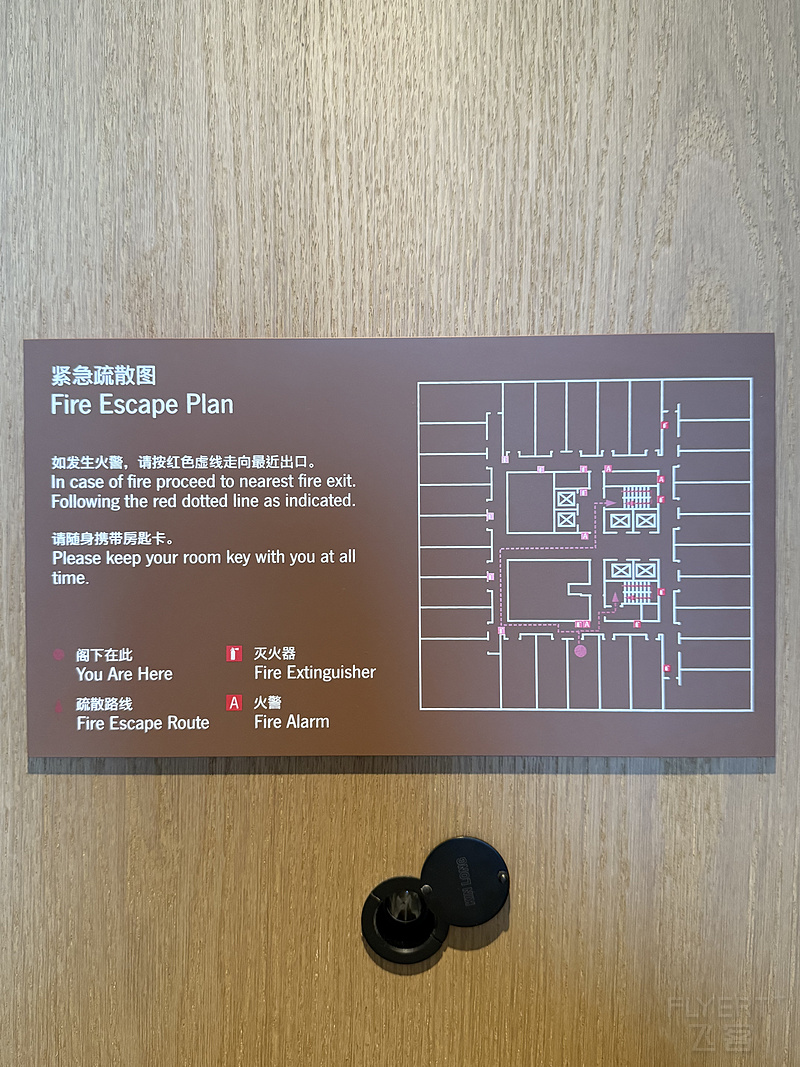 紧急疏散图
Fire Escape Plan
如发生火警，请按红色虚线走向最近出口。
In case of fire proceed to nearest fire exit.
Following the red dotted line as indicated.
请随身携带房匙卡。
Please keep your room key with you at all
time.
阁下在此
You Are Here
灭火器
Fire Extinguisher
疏散路线
Fire Escape Route
A
火警
Fire Alarm
A
A
A
A
FLYERT
飞客